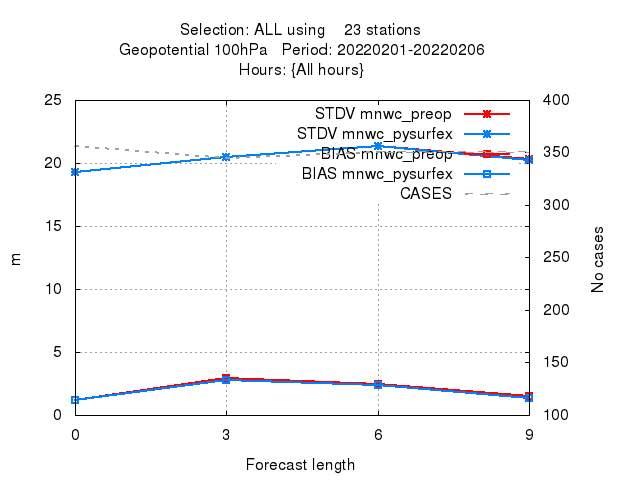 Selection: ALL using 23 stations
Geopotential 100hPa Period: 20220201-20220206
Hours: {All hours}
25
20
15
10
5
0
m
400
350
300
250
200
150
100
No cases
STDV mnwc_preop
STDV mnwc_pysurfex
BIAS mnwc_preop
BIAS mnwc_pysurfex
CASES
0 3 6 9
Forecast length